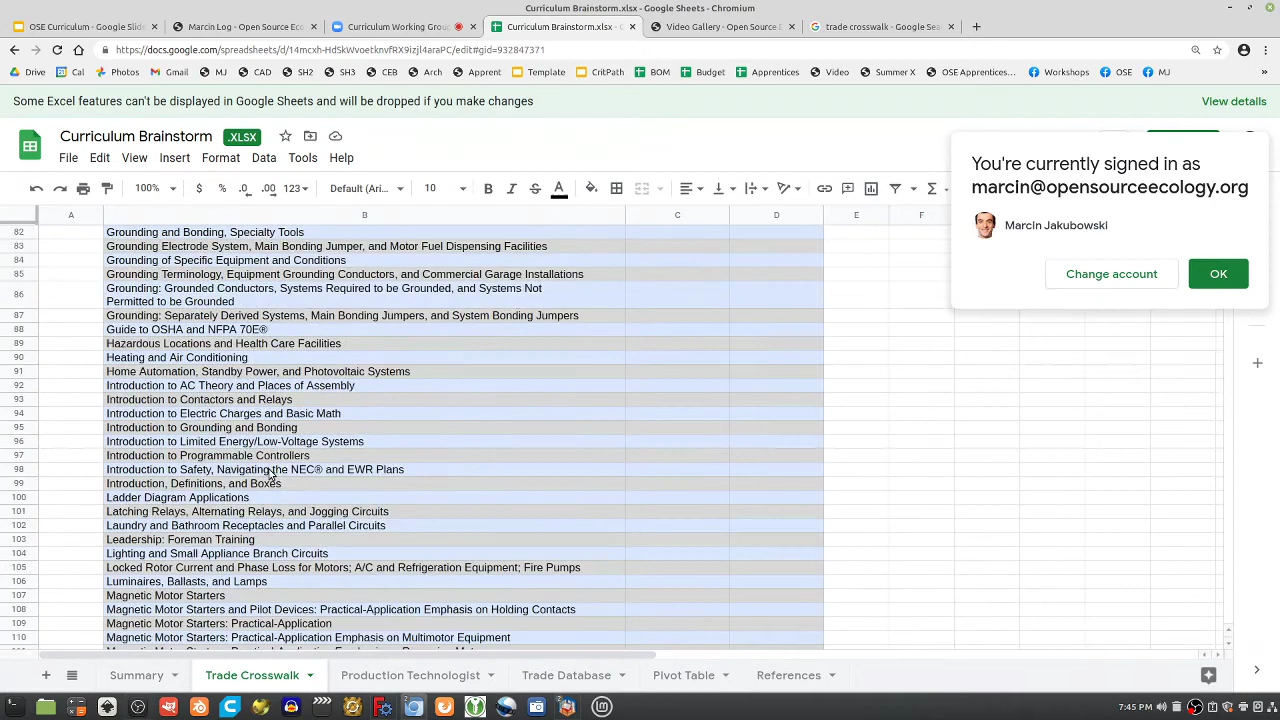 Curriculum Brainstorm.xlsx - Google Sheets - Chromium
OSE Curriculum - Google Slides
Marcin Log - Open Source Ec
Curriculum Working Group
Curriculum Brainstorm.xlsx -
Video Gallery - Open Source E
trade crosswalk - Google Sea
https://docs.google.com/spreadsheets/d/14mcxh-HdSkWvoetknvfRX9izjl4araPC/edit#gid=932847371
Drive
Cal
Photos
Gmail
MJ
CAD
SH2
SH3
CEB
Arch
Apprent
Template
CritPath
BOM
Budget
Apprentices
Video
Summer X
OSE Apprentices...
Workshops
OSE
MJ
»
Some Excel features can't be displayed in Google Sheets and will be dropped if you make changes
View details
Curriculum Brainstorm .XLSX
File Edit View Insert Format Data Tools Help
100% $ % .0 .00 123 Default (Ari... 10 B I S A Σ
You're currently signed in as
marcin@opensourceecology.org
Marcin Jakubowski
Change account
OK
A B C D E F
82 Grounding and Bonding, Specialty Tools
83 Grounding Electrode System, Main Bonding Jumper, and Motor Fuel Dispensing Facilities
84 Grounding of Specific Equipment and Conditions
85 Grounding Terminology, Equipment Grounding Conductors, and Commercial Garage Installations
86 Grounding: Grounded Conductors, Systems Required to be Grounded, and Systems Not
Permitted to be Grounded
87 Grounding: Separately Derived Systems, Main Bonding Jumpers, and System Bonding Jumpers
88 Guide to OSHA and NFPA 70E®
89 Hazardous Locations and Health Care Facilities
90 Heating and Air Conditioning
91 Home Automation, Standby Power, and Photovoltaic Systems
92 Introduction to AC Theory and Places of Assembly
93 Introduction to Contactors and Relays
94 Introduction to Electric Charges and Basic Math
95 Introduction to Grounding and Bonding
96 Introduction to Limited Energy/Low-Voltage Systems
97 Introduction to Programmable Controllers
98 Introduction to Safety, Navigating the NEC® and EWR Plans
99 Introduction, Definitions, and Boxes
100 Ladder Diagram Applications
101 Latching Relays, Alternating Relays, and Jogging Circuits
102 Laundry and Bathroom Receptacles and Parallel Circuits
103 Leadership: Foreman Training
104 Lighting and Small Appliance Branch Circuits
105 Locked Rotor Current and Phase Loss for Motors; A/C and Refrigeration Equipment; Fire Pumps
106 Luminaires, Ballasts, and Lamps
107 Magnetic Motor Starters
108 Magnetic Motor Starters and Pilot Devices: Practical-Application Emphasis on Holding Contacts
109 Magnetic Motor Starters: Practical-Application
110 Magnetic Motor Starters: Practical-Application Emphasis on Multimotor Equipment
Summary
Trade Crosswalk
Production Technologist
Trade Database
Pivot Table
References
7:45 PM